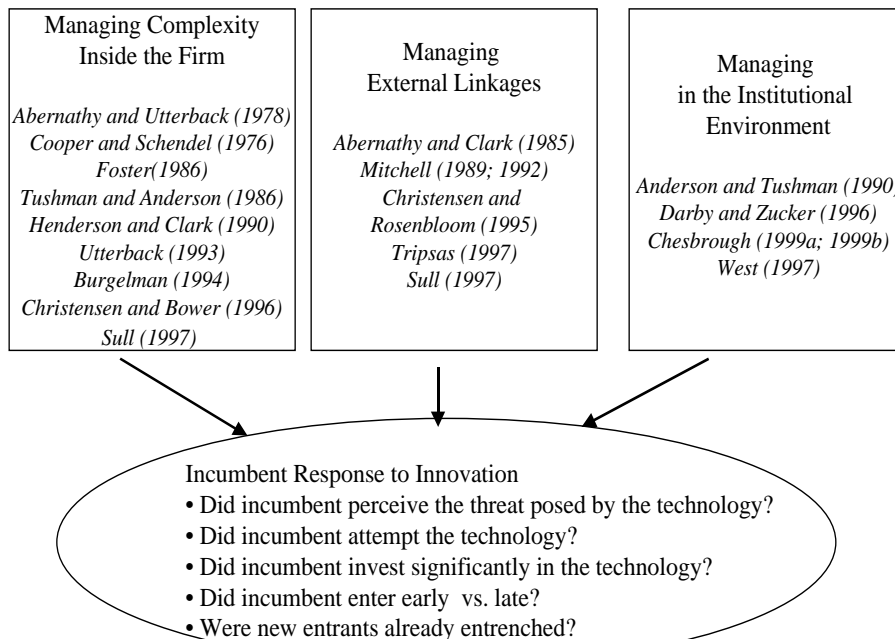 Managing Complexity
Inside the Firm
Abernathy and Utterback (1978)
Cooper and Schendel (1976)
Foster(1986)
Tushman and Anderson (1986)
Henderson and Clark (1990)
Utterback (1993)
Burgelman (1994)
Christensen and Bower (1996)
Sull (1997)
Managing
External Linkages
Abernathy and Clark (1985)
Mitchell (1989; 1992)
Christensen and
Rosenbloom (1995)
Tripsas (1997)
Sull (1997)
Managing
in the Institutional
Environment
Anderson and Tushman (1990)
Darby and Zucker (1996)
Chesbrough (1999a; 1999b)
West (1997)
Incumbent Response to Innovation
• Did incumbent perceive the threat posed by the technology?
• Did incumbent attempt the technology?
• Did incumbent invest significantly in the technology?
• Did incumbent enter early vs. late?
• Were new entrants already entrenched?